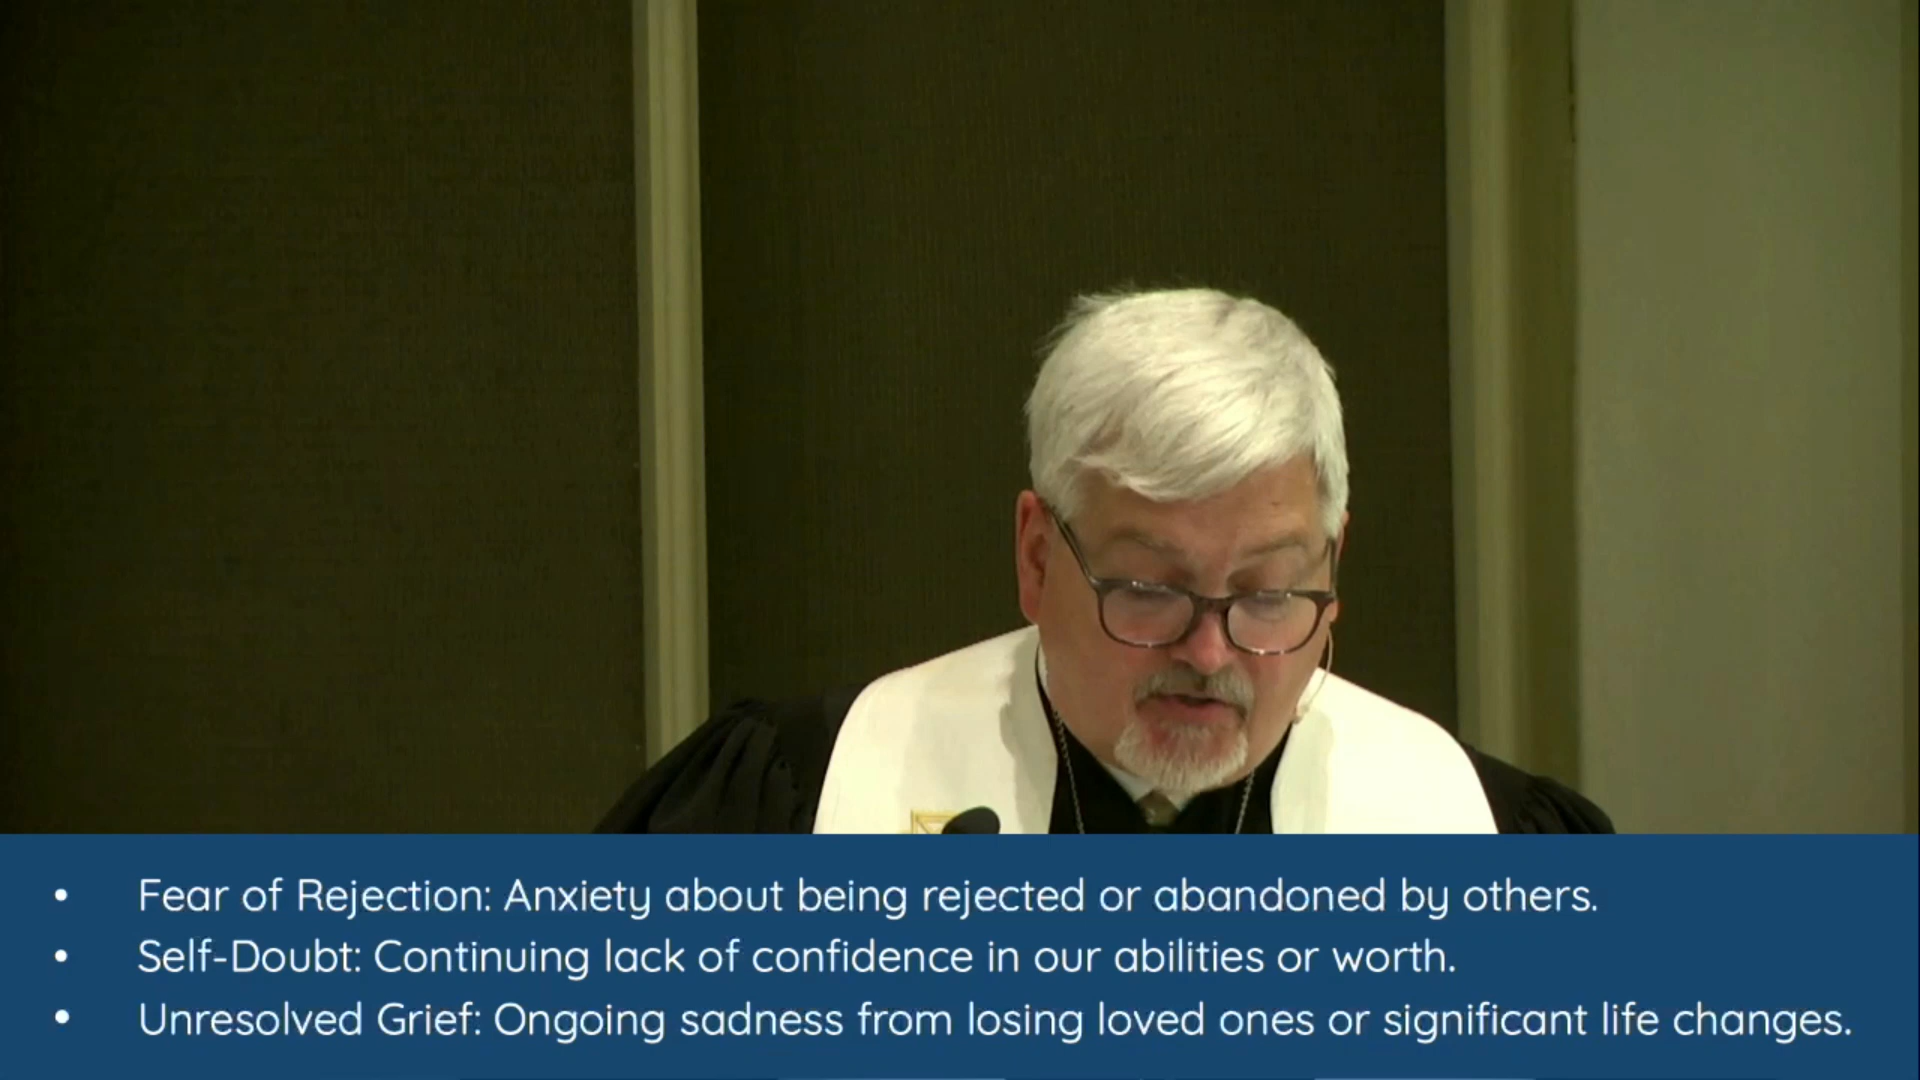 • Fear of Rejection: Anxiety about being rejected or abandoned by others.
• Self-Doubt: Continuing lack of confidence in our abilities or worth.
• Unresolved Grief: Ongoing sadness from losing loved ones or significant life changes.